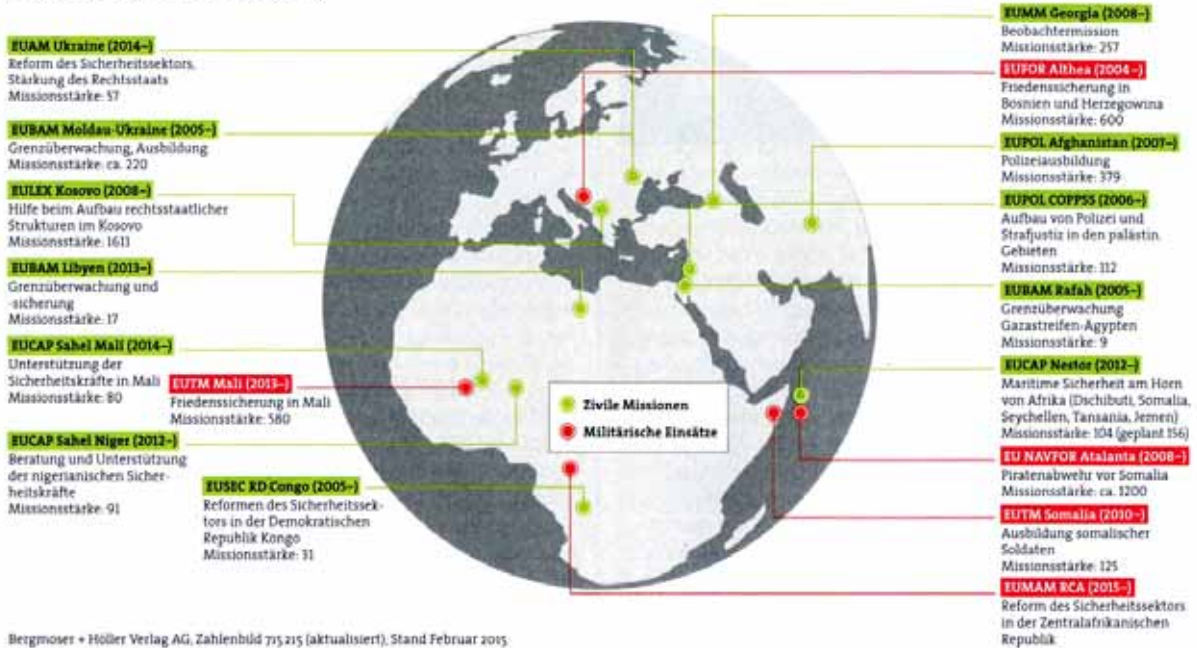 EUAM Ukraine (2014–)
Reform des Sicherheitssektors,
Stärkung des Rechtsstaats
Missionsstärke: 57
EUBAM Moldau-Ukraine (2005–)
Grenzüberwachung, Ausbildung
Missionsstärke: ca. 220
EULEX Kosovo (2008–)
Hilfe beim Aufbau rechtsstaatlicher
Strukturen im Kosovo
Missionsstärke: 1611
EUBAM Libyen (2013–)
Grenzüberwachung und
-sicherung
Missionsstärke: 17
EUCAP Sahel Mali (2014–)
Unterstützung der
Sicherheitskräfte in Mali
Missionsstärke: 80
EUTM Mali (2013–)
Friedenssicherung in Mali
Missionsstärke: 580
EUCAP Sahel Niger (2012–)
Beratung und Unterstützung
der nigerianischen Sicher-
heitskräfte
Missionsstärke: 91
EUSEC RD Congo (2005–)
Reformen des Sicherheitssek-
tors in der Demokratischen
Republik Kongo
Missionsstärke: 31
Zivile Missionen
Militärische Einsätze
EUMM Georgia (2008–)
Beobachtermission
Missionsstärke: 257
EUFOR Althea (2004–)
Friedenssicherung in
Bosnien und Herzegowina
Missionsstärke: 600
EUPOL Afghanistan (2007–)
Polizeiausbildung
Missionsstärke: 379
EUPOL COPPSS (2006–)
Aufbau von Polizei und
Strafjustiz in den palästin.
Gebieten
Missionsstärke: 112
EUBAM Rafah (2005–)
Grenzüberwachung
Gazastreifen-Ägypten
Missionsstärke: 9
EUCAP Nestor (2012–)
Maritime Sicherheit am Horn
von Afrika (Dschibuti, Somalia,
Seychellen, Tansania, Jemen)
Missionsstärke: 104 (geplant 156)
EU NAVFOR Atalanta (2008–)
Piratenabwehr vor Somalia
Missionsstärke: ca. 1200
EUTM Somalia (2010–)
Ausbildung somalischer
Soldaten
Missionsstärke: 125
EUMAM RCA (2015–)
Reform des Sicherheitssektors
in der Zentralafrikanischen
Republik
Bergmoser + Höller Verlag AG, Zahlenbild 715 215 (aktualisiert), Stand Februar 2015